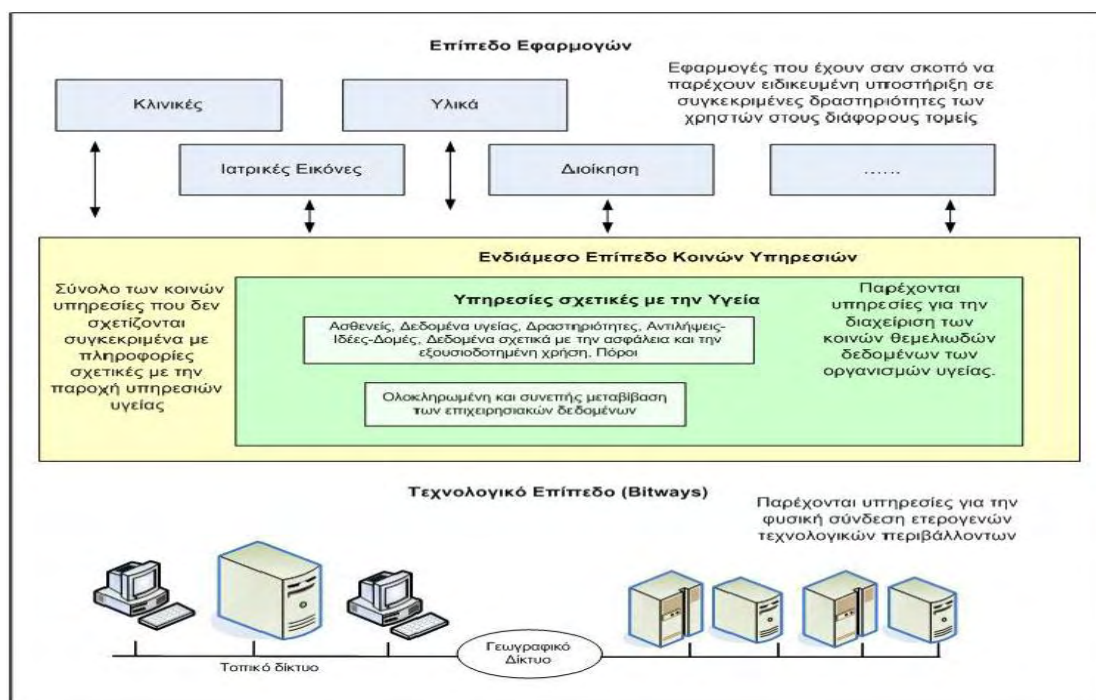 Επίπεδο Εφαρμογών
Εφαρμογές που έχουν σαν σκοπό να
παρέχουν ειδικευμένη υποστήριξη σε
συγκεκριμένες δραστηριότητες των
χρηστών στους διάφορους τομείς
Κλινικές
Υλικά
Ιατρικές Εικόνες
Διοίκηση
......
Ενδιάμεσο Επίπεδο Κοινών Υπηρεσιών
Σύνολο των κοινών
υπηρεσίες που δεν
σχετίζονται
συγκεκριμένα με
πληροφορίες
σχετικές με την
παροχή υπηρεσιών
υγείας
Υπηρεσίες σχετικές με την Υγεία
Ασθενείς, Δεδομένα υγείας, Δραστηριότητες, Αντιλήψεις-
Ιδέες-Δομές, Δεδομένα σχετικά με την ασφάλεια και την
εξουσιοδοτημένη χρήση, Πόροι
Ολοκληρωμένη και συνεπής μεταβίβαση
των επιχειρησιακών δεδομένων
Παρέχονται
υπηρεσίες για την
διαχείριση των
κοινών θεμελιωδών
δεδομένων των
οργανισμών υγείας.
Τεχνολογικό Επίπεδο (Bitways)
Παρέχονται υπηρεσίες για την
φυσική σύνδεση ετερογενών
τεχνολογικών περιβάλλοντων
Τοπικό δίκτυο
Γεωγραφικό
Δίκτυο